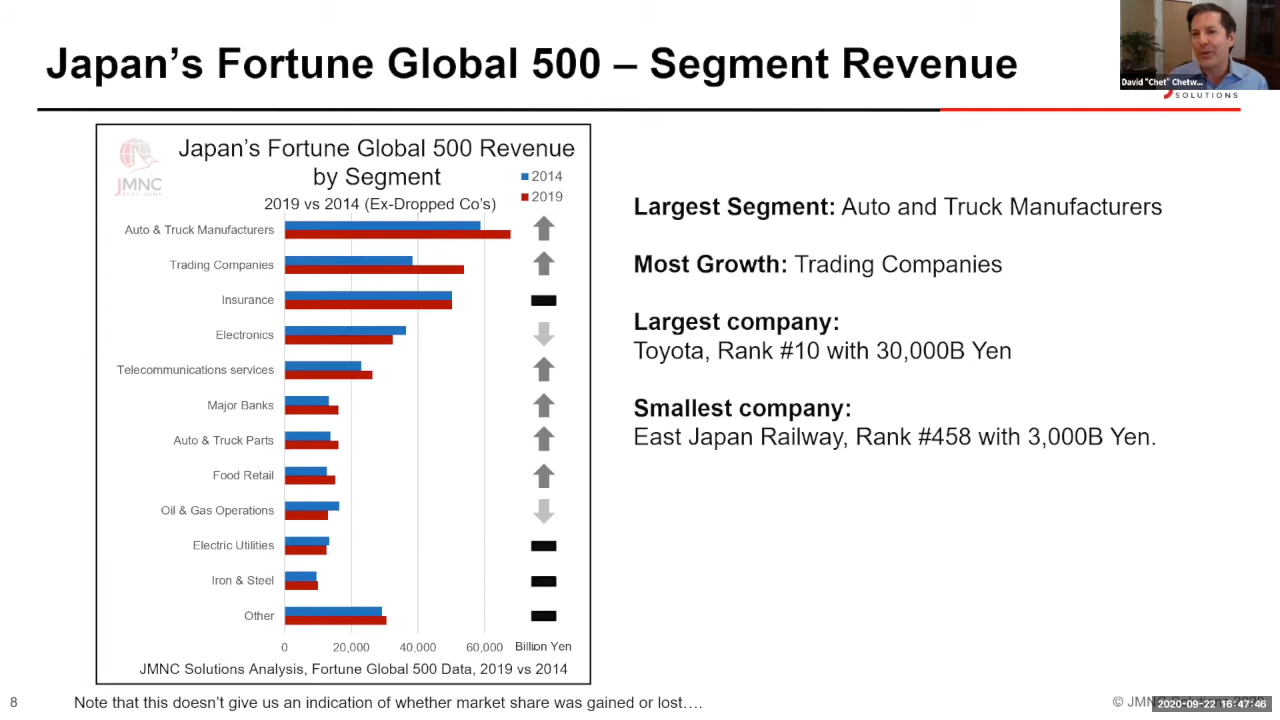 Japan’s Fortune Global 500 – Segment Revenue
David "Chet" Chetw...
SOLUTIONS
JMNC
SOLUTIONS
Japan’s Fortune Global 500 Revenue
by Segment
2019 vs 2014 (Ex-Dropped Co’s)
2014
2019
Auto & Truck Manufacturers
Trading Companies
Insurance
Electronics
Telecommunications services
Major Banks
Auto & Truck Parts
Food Retail
Oil & Gas Operations
Electric Utilities
Iron & Steel
Other
0 20,000 40,000 60,000 Billion Yen
JMNC Solutions Analysis, Fortune Global 500 Data, 2019 vs 2014
Largest Segment: Auto and Truck Manufacturers
Most Growth: Trading Companies
Largest company:
Toyota, Rank #10 with 30,000B Yen
Smallest company:
East Japan Railway, Rank #458 with 3,000B Yen.
8
Note that this doesn’t give us an indication of whether market share was gained or lost….
© JMNC
2020-09-22 16:47:46